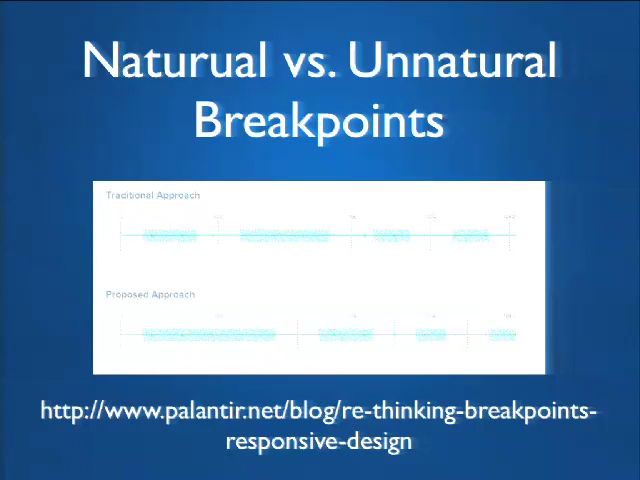 Naturual vs. Unnatural
Breakpoints
Traditional Approach
Proposed Approach
http://www.palantir.net/blog/re-thinking-breakpoints-
responsive-design